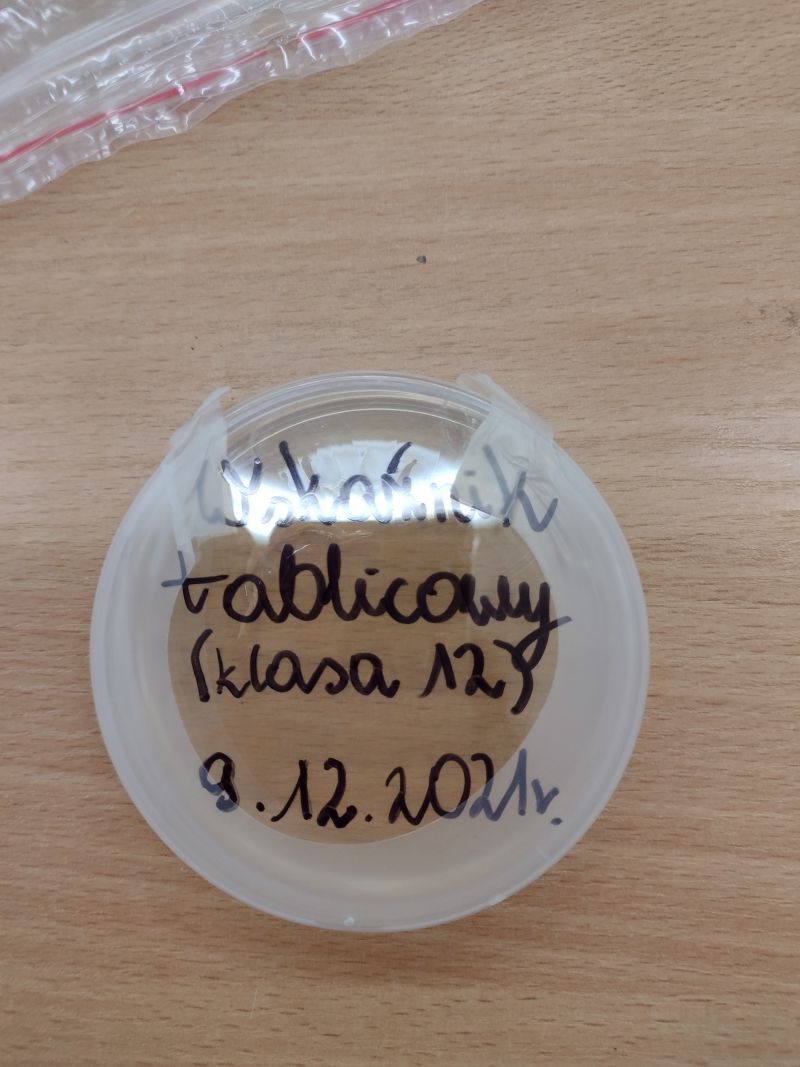 Wskaźnik
tablicowy
(klasa 12)
9.12.2021r.